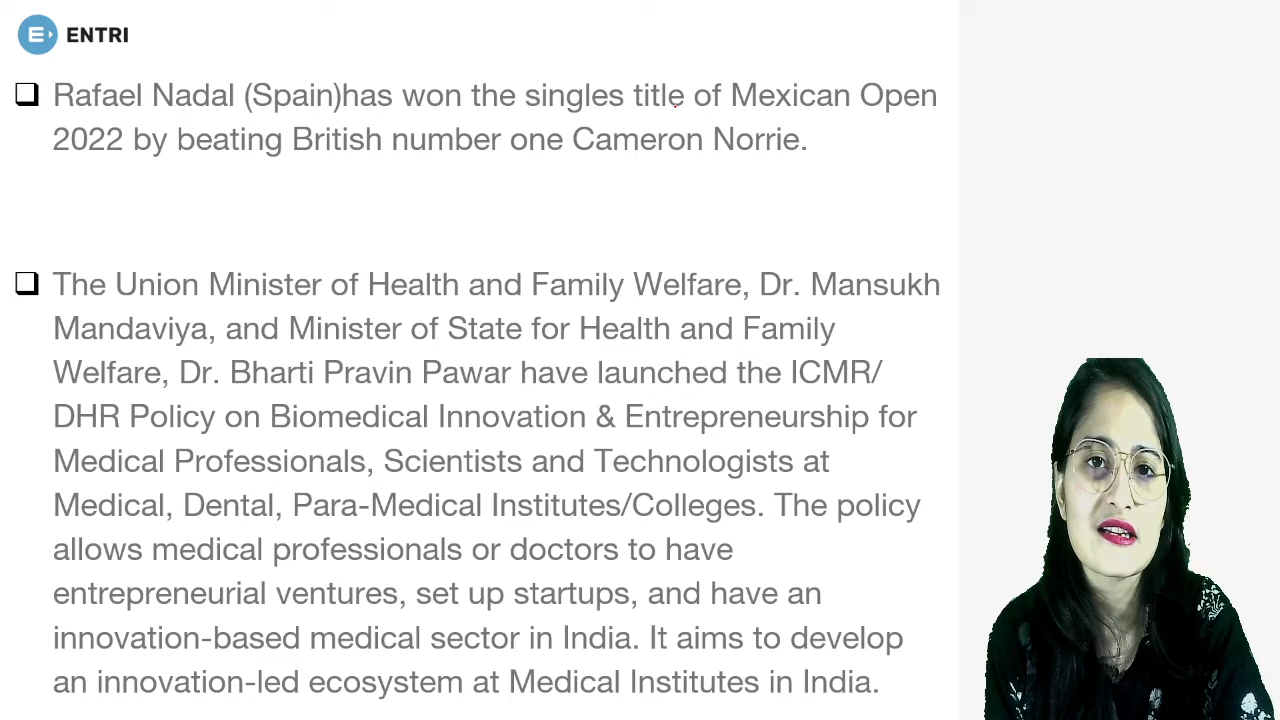 ENTRI
Rafael Nadal (Spain)has won the singles title of Mexican Open
2022 by beating British number one Cameron Norrie.
The Union Minister of Health and Family Welfare, Dr. Mansukh
Mandaviya, and Minister of State for Health and Family
Welfare, Dr. Bharti Pravin Pawar have launched the ICMR/
DHR Policy on Biomedical Innovation & Entrepreneurship for
Medical Professionals, Scientists and Technologists at
Medical, Dental, Para-Medical Institutes/Colleges. The policy
allows medical professionals or doctors to have
entrepreneurial ventures, set up startups, and have an
innovation-based medical sector in India. It aims to develop
an innovation-led ecosystem at Medical Institutes in India.